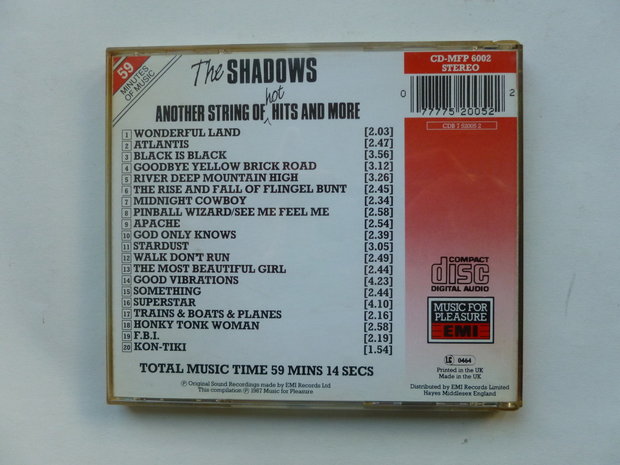 59
MINUTES OF MUSIC
The SHADOWS
hot
ANOTHER STRING OF HITS AND MORE
1 WONDERFUL LAND [2.03]
2 ATLANTIS [2.47]
3 BLACK IS BLACK [3.56]
4 GOODBYE YELLOW BRICK ROAD [3.12]
5 RIVER DEEP MOUNTAIN HIGH [3.26]
6 THE RISE AND FALL OF FLINGEL BUNT [2.45]
7 MIDNIGHT COWBOY [2.34]
8 PINBALL WIZARD/SEE ME FEEL ME [2.58]
9 APACHE [2.54]
10 GOD ONLY KNOWS [2.39]
11 STARDUST [3.05]
12 WALK DON'T RUN [2.49]
13 THE MOST BEAUTIFUL GIRL [2.44]
14 GOOD VIBRATIONS [4.23]
15 SOMETHING [2.44]
16 SUPERSTAR [4.10]
17 TRAINS & BOATS & PLANES [2.16]
18 HONKY TONK WOMAN [2.58]
19 F.B.I. [2.19]
20 KON-TIKI [1.54]
TOTAL MUSIC TIME 59 MINS 14 SECS
Ⓟ Original Sound Recordings made by EMI Records Ltd
This compilation Ⓟ 1987 Music for Pleasure
CD-MFP 6002
STEREO
0 77775 20052 2
CDB 7 52005 2
COMPACT
disc
DIGITAL AUDIO
MUSIC FOR
PLEASURE
EMI
LC 0464
Printed in the UK
Made in the UK
Distributed by EMI Records Limited
Hayes Middlesex England